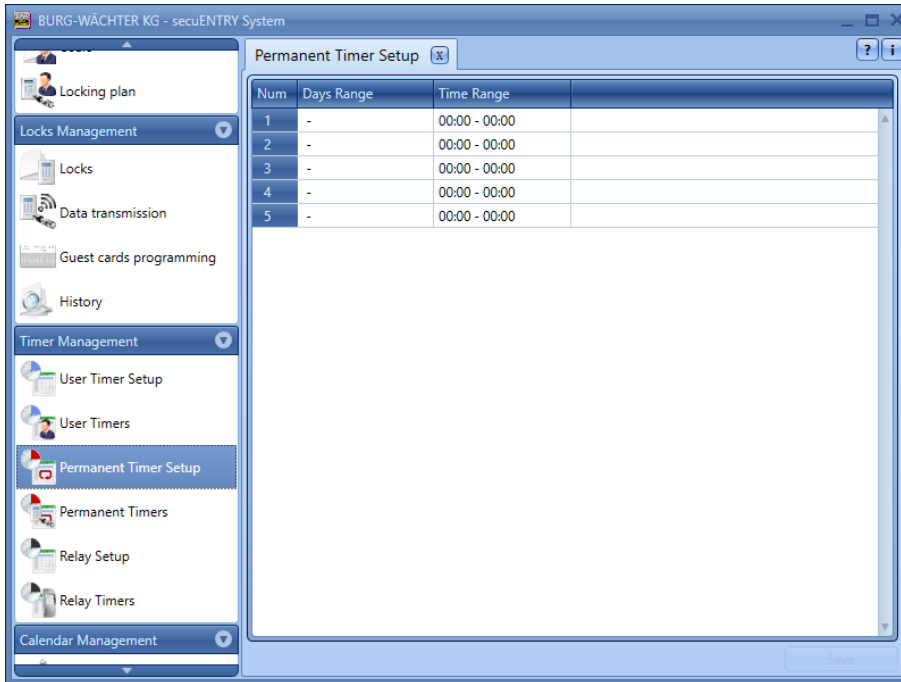 BURG-WÄCHTER KG - secuENTRY System
Locking plan
Locks Management
Locks
Data transmission
Guest cards programming
History
Timer Management
User Timer Setup
User Timers
Permanent Timer Setup
Permanent Timers
Relay Setup
Relay Timers
Calendar Management
Permanent Timer Setup x
? i
Num Days Range Time Range
1 - 00:00 - 00:00
2 - 00:00 - 00:00
3 - 00:00 - 00:00
4 - 00:00 - 00:00
5 - 00:00 - 00:00
Save